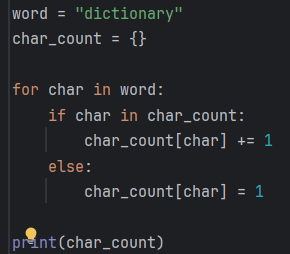 word = "dictionary"
char_count = {}

for char in word:
    if char in char_count:
        char_count[char] += 1
    else:
        char_count[char] = 1

print(char_count)